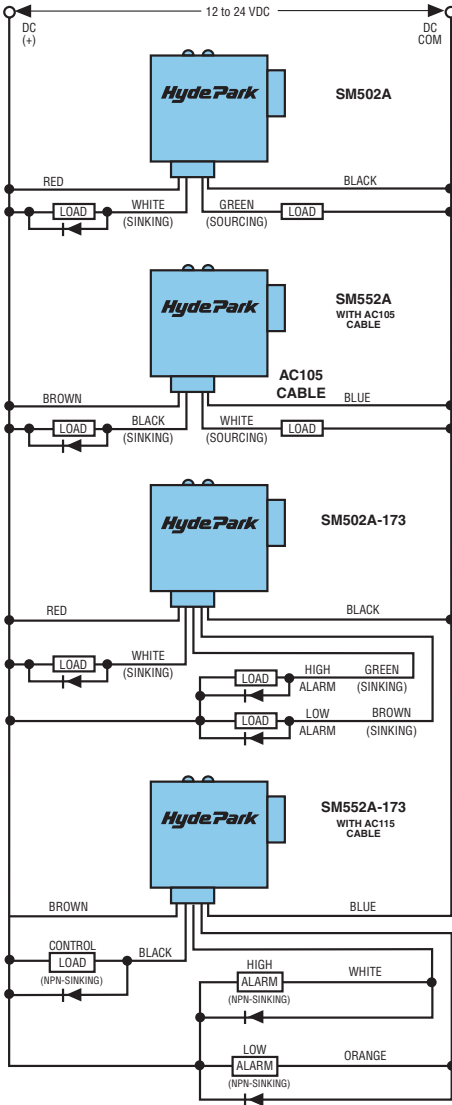 12 to 24 VDC
DC
(+)
DC
COM
HydePark
SM502A
RED
BLACK
LOAD
WHITE
(SINKING)
GREEN
(SOURCING)
LOAD
HydePark
SM552A
WITH AC105
CABLE
AC105
CABLE
BROWN
BLUE
LOAD
BLACK
(SINKING)
WHITE
(SOURCING)
LOAD
HydePark
SM502A-173
RED
BLACK
LOAD
WHITE
(SINKING)
LOAD
HIGH
ALARM
GREEN
(SINKING)
LOAD
LOW
ALARM
BROWN
(SINKING)
HydePark
SM552A-173
WITH AC115
CABLE
BROWN
BLUE
CONTROL
LOAD
(NPN-SINKING)
BLACK
HIGH
ALARM
(NPN-SINKING)
WHITE
LOW
ALARM
(NPN-SINKING)
ORANGE